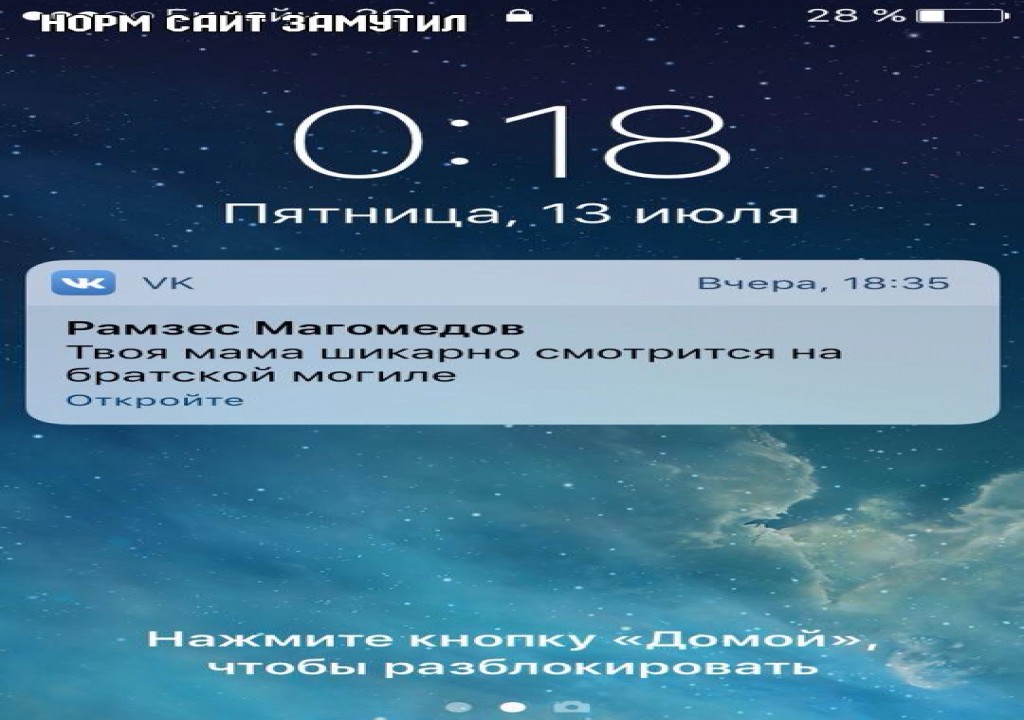 НОРМ САЙТ ЗАМУТИЛ
28 %
0:18
Пятница, 13 июля
VK
Вчера, 18:35
Рамзес Магомедов
Твоя мама шикарно смотрится на
братской могиле
Откройте
Нажмите кнопку «Домой»,
чтобы разблокировать